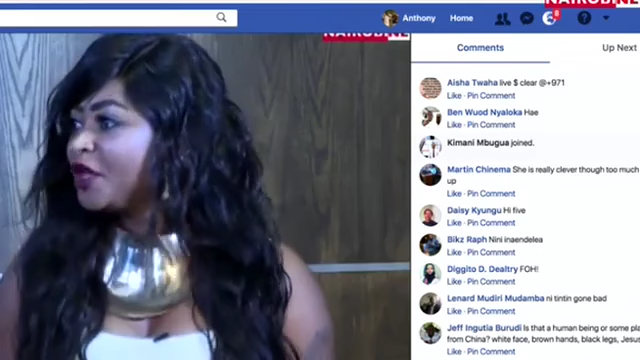 NAIROBINE
Anthony Home 8 ?
NAIROBINE
Comments Up Next
Aisha Twaha live $ clear @+971
Like · Pin Comment
Ben Wuod Nyaloka Hae
Like · Pin Comment
Kimani Mbugua joined.
Martin Chinema She is really clever though too much
up
Like · Pin Comment
Daisy Kyungu Hi five
Like · Pin Comment
Bikz Raph Nini inaendelea
Like · Pin Comment
Diggito D. Dealtry FOH!
Like · Pin Comment
Lenard Mudiri Mudamba ni tintin gone bad
Like · Pin Comment
Jeff Ingutia Burudi Is that a human being or some pla
from China? white face, brown hands, black legs, Jesu
Like · Pin Comment